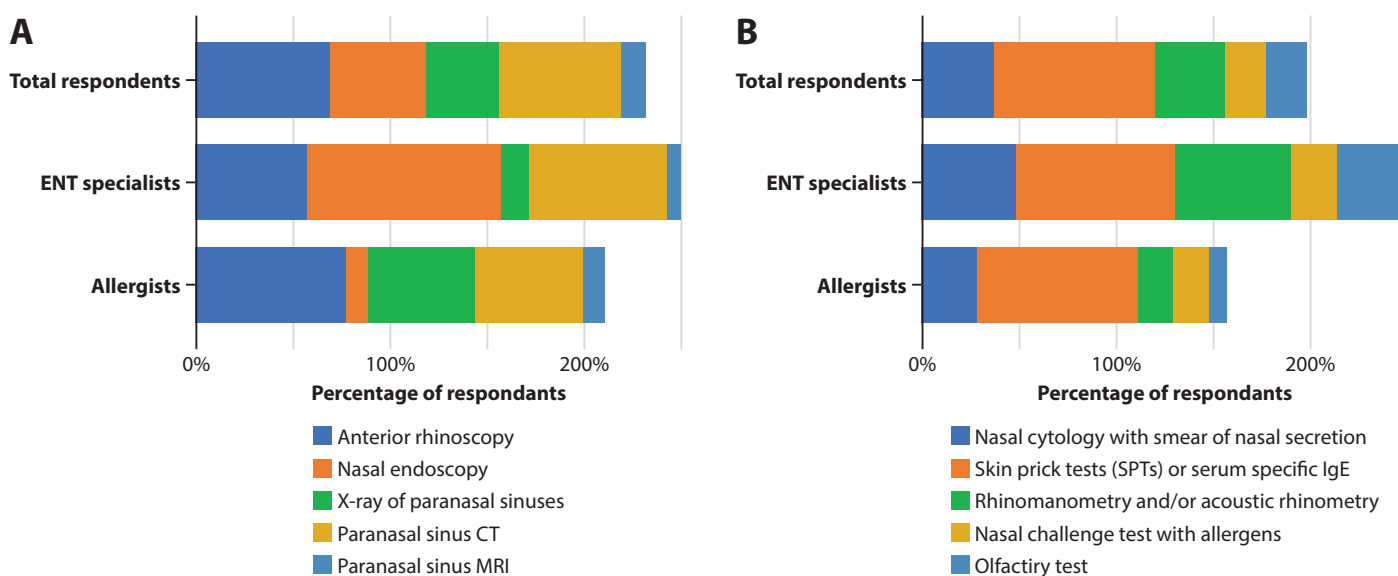 A
Total respondents
ENT specialists
Allergists
0%
100%
200%
Percentage of respondants
Anterior rhinoscopy
Nasal endoscopy
X-ray of paranasal sinuses
Paranasal sinus CT
Paranasal sinus MRI
B
Total respondents
ENT specialists
Allergists
0%
100%
200%
Percentage of respondants
Nasal cytology with smear of nasal secretion
Skin prick tests (SPTs) or serum specific IgE
Rhinomanometry and/or acoustic rhinometry
Nasal challenge test with allergens
Olfactiry test